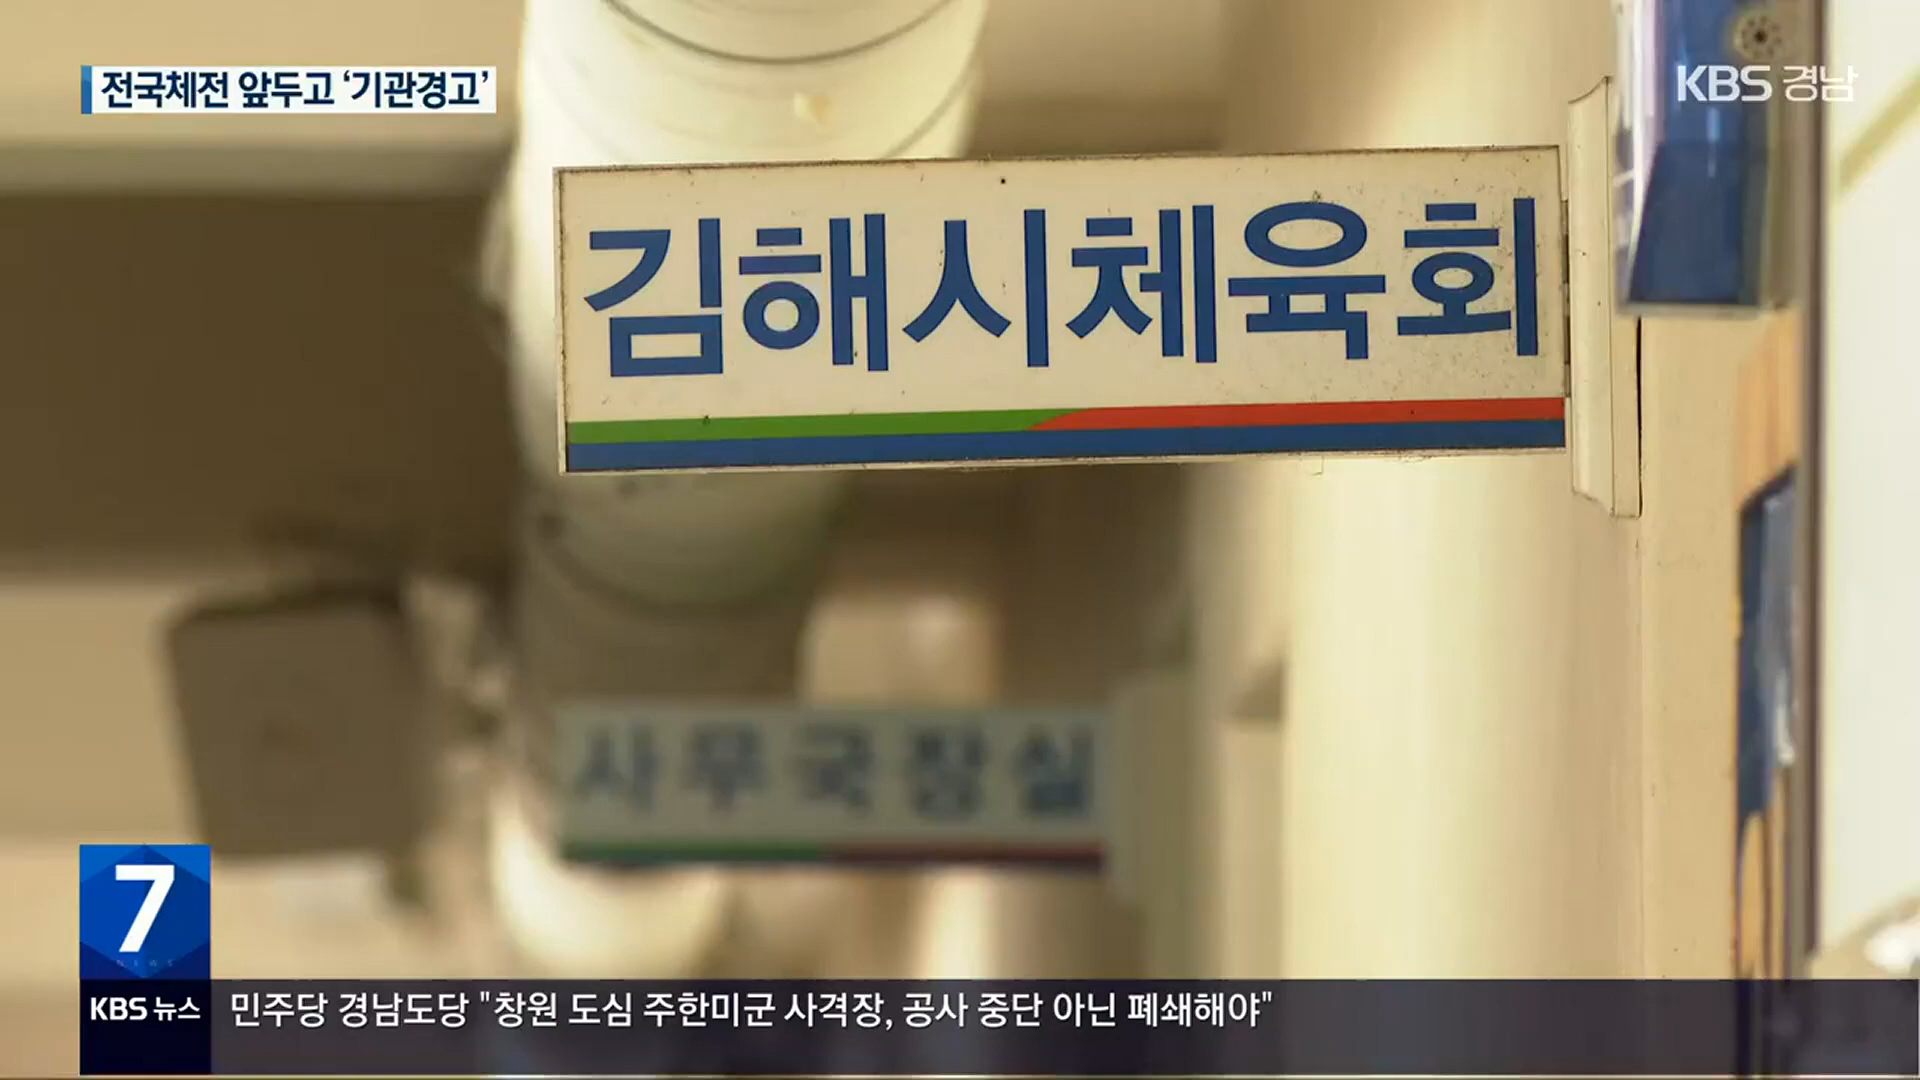 전국체전 앞두고 ‘기관경고’
KBS 경남
김해시체육회
사무국장실
7
NEWS
KBS 뉴스
민주당 경남도당 "창원 도심 주한미군 사격장, 공사 중단 아닌 폐쇄해야"